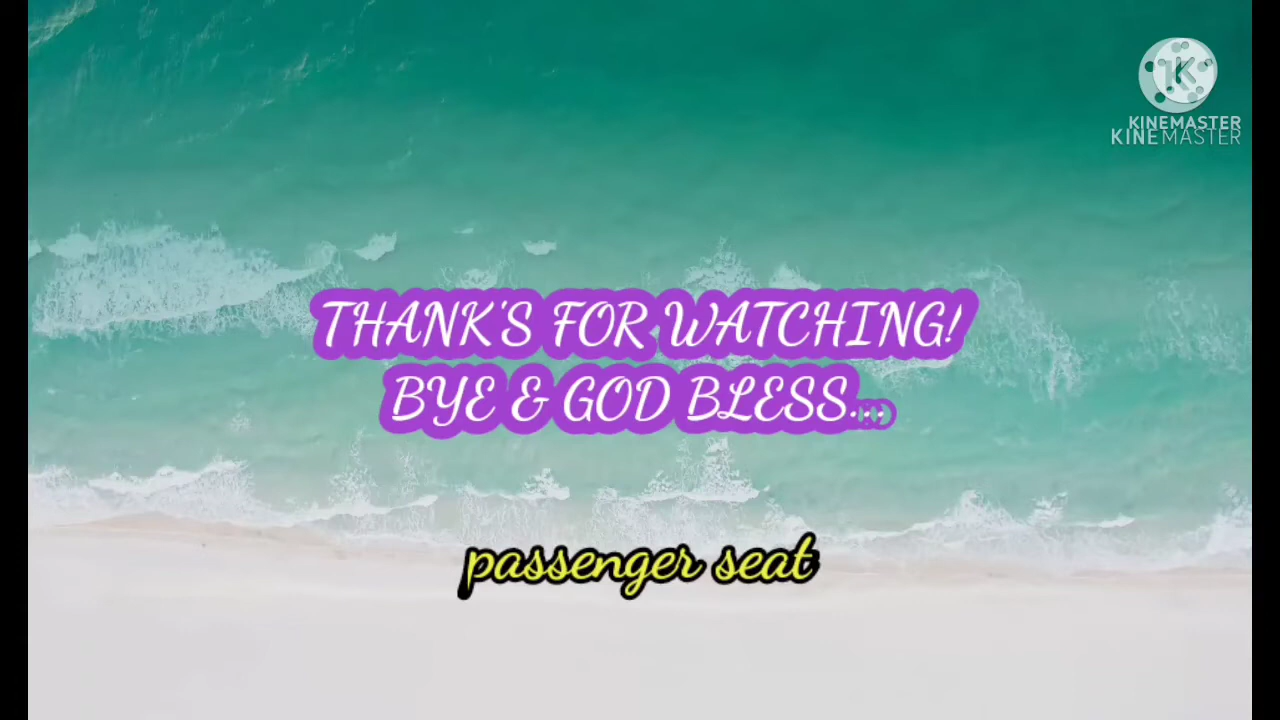 KINEMASTER
KINEMASTER
THANK'S FOR WATCHING!
BYE & GOD BLESS...
passenger seat